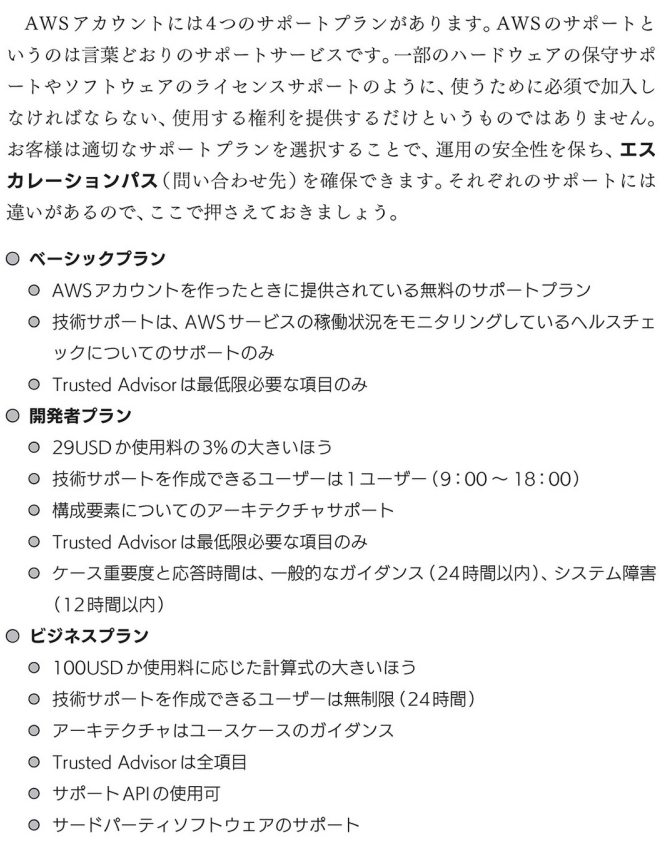 AWSアカウントには4つのサポートプランがあります。AWSのサポートと
いうのは言葉どおりのサポートサービスです。一部のハードウェアの保守サポ
ートやソフトウェアのライセンスサポートのように、使うために必須で加入し
なければならない、使用する権利を提供するだけというものではありません。
お客様は適切なサポートプランを選択することで、運用の安全性を保ち、エス
カレーションパス（問い合わせ先）を確保できます。それぞれのサポートには
違いがあるので、ここで押さえておきましょう。
● ベーシックプラン
● AWSアカウントを作ったときに提供されている無料のサポートプラン
● 技術サポートは、AWSサービスの稼働状況をモニタリングしているヘルスチェ
ックについてのサポートのみ
● Trusted Advisorは最低限必要な項目のみ
● 開発者プラン
● 29USDか使用料の3%の大きいほう
● 技術サポートを作成できるユーザーは1ユーザー（9：00〜18：00）
● 構成要素についてのアーキテクチャサポート
● Trusted Advisorは最低限必要な項目のみ
● ケース重要度と応答時間は、一般的なガイダンス（24時間以内）、システム障害
（12時間以内）
● ビジネスプラン
● 100USDか使用料に応じた計算式の大きいほう
● 技術サポートを作成できるユーザーは無制限（24時間）
● アーキテクチャはユースケースのガイダンス
● Trusted Advisorは全項目
● サポートAPIの使用可
● サードパーティソフトウェアのサポート